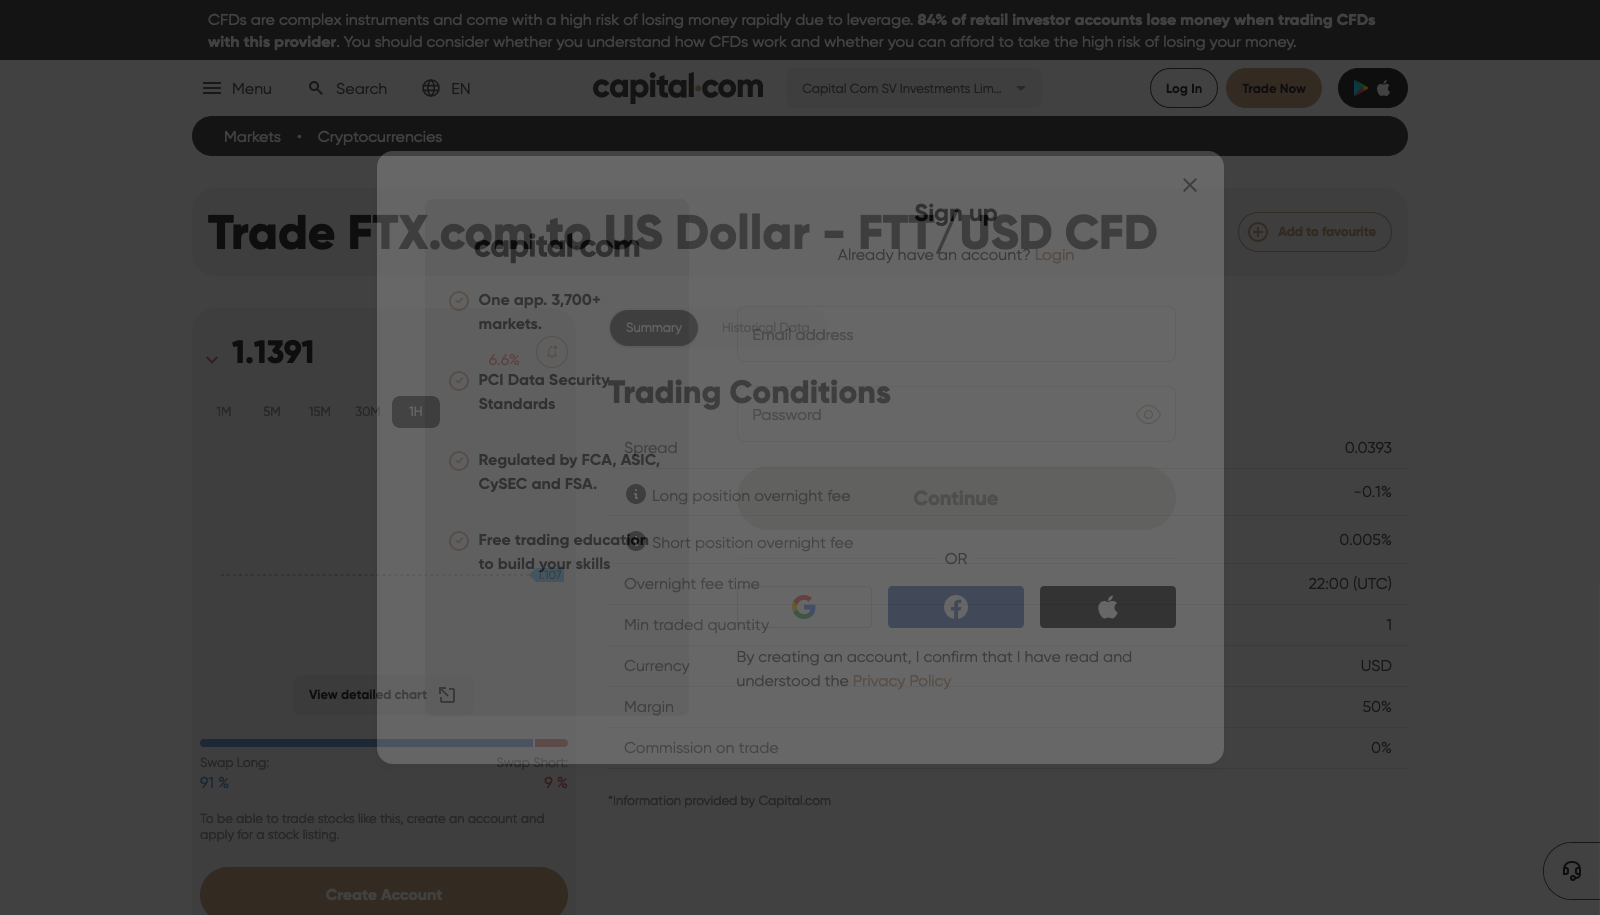 CFDs are complex instruments and come with a high risk of losing money rapidly due to leverage. 84% of retail investor accounts lose money when trading CFDs
with this provider. You should consider whether you understand how CFDs work and whether you can afford to take the high risk of losing your money.
Menu
Search
EN
capital.com
Capital Com SV Investments Lim...
Log In
Trade Now
Markets • Cryptocurrencies
Trade FTX.com to US Dollar - FTT/USD CFD
Add to favourite
1.1391
6.6%
1M 5M 15M 30M 1H
1.107
View detailed chart
Swap Long:
Swap Short:
91 %
9 %
To be able to trade stocks like this, create an account and
apply for a stock listing.
Create Account
Summary
Historical Data
Trading Conditions
Spread 0.0393
Long position overnight fee -0.1%
Short position overnight fee 0.005%
Overnight fee time 22:00 (UTC)
Min traded quantity 1
Currency USD
Margin 50%
Commission on trade 0%
*Information provided by Capital.com
capital.com
One app. 3,700+
markets.
PCI Data Security
Standards
Regulated by FCA, ASIC,
CySEC and FSA.
Free trading education
to build your skills
Sign up
Already have an account? Login
Email address
Password
Continue
OR
By creating an account, I confirm that I have read and
understood the Privacy Policy